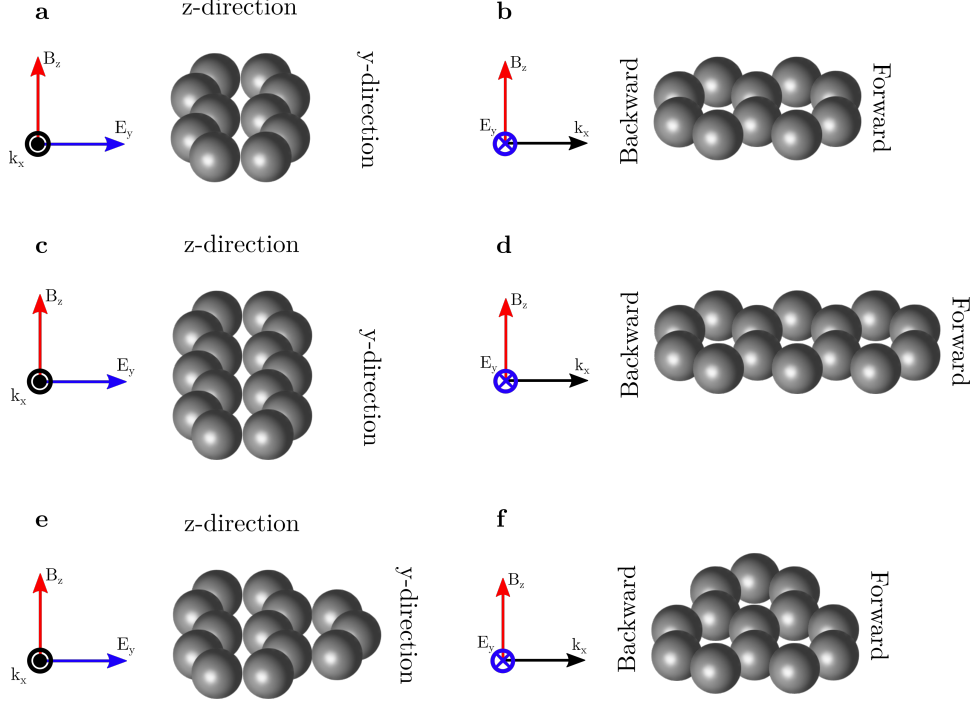 a
z-direction
y-direction
B_z
E_y
k_x
b
Backward
Forward
B_z
E_y
k_x
c
z-direction
y-direction
B_z
E_y
k_x
d
Backward
Forward
B_z
E_y
k_x
e
z-direction
y-direction
B_z
E_y
k_x
f
Backward
Forward
B_z
E_y
k_x